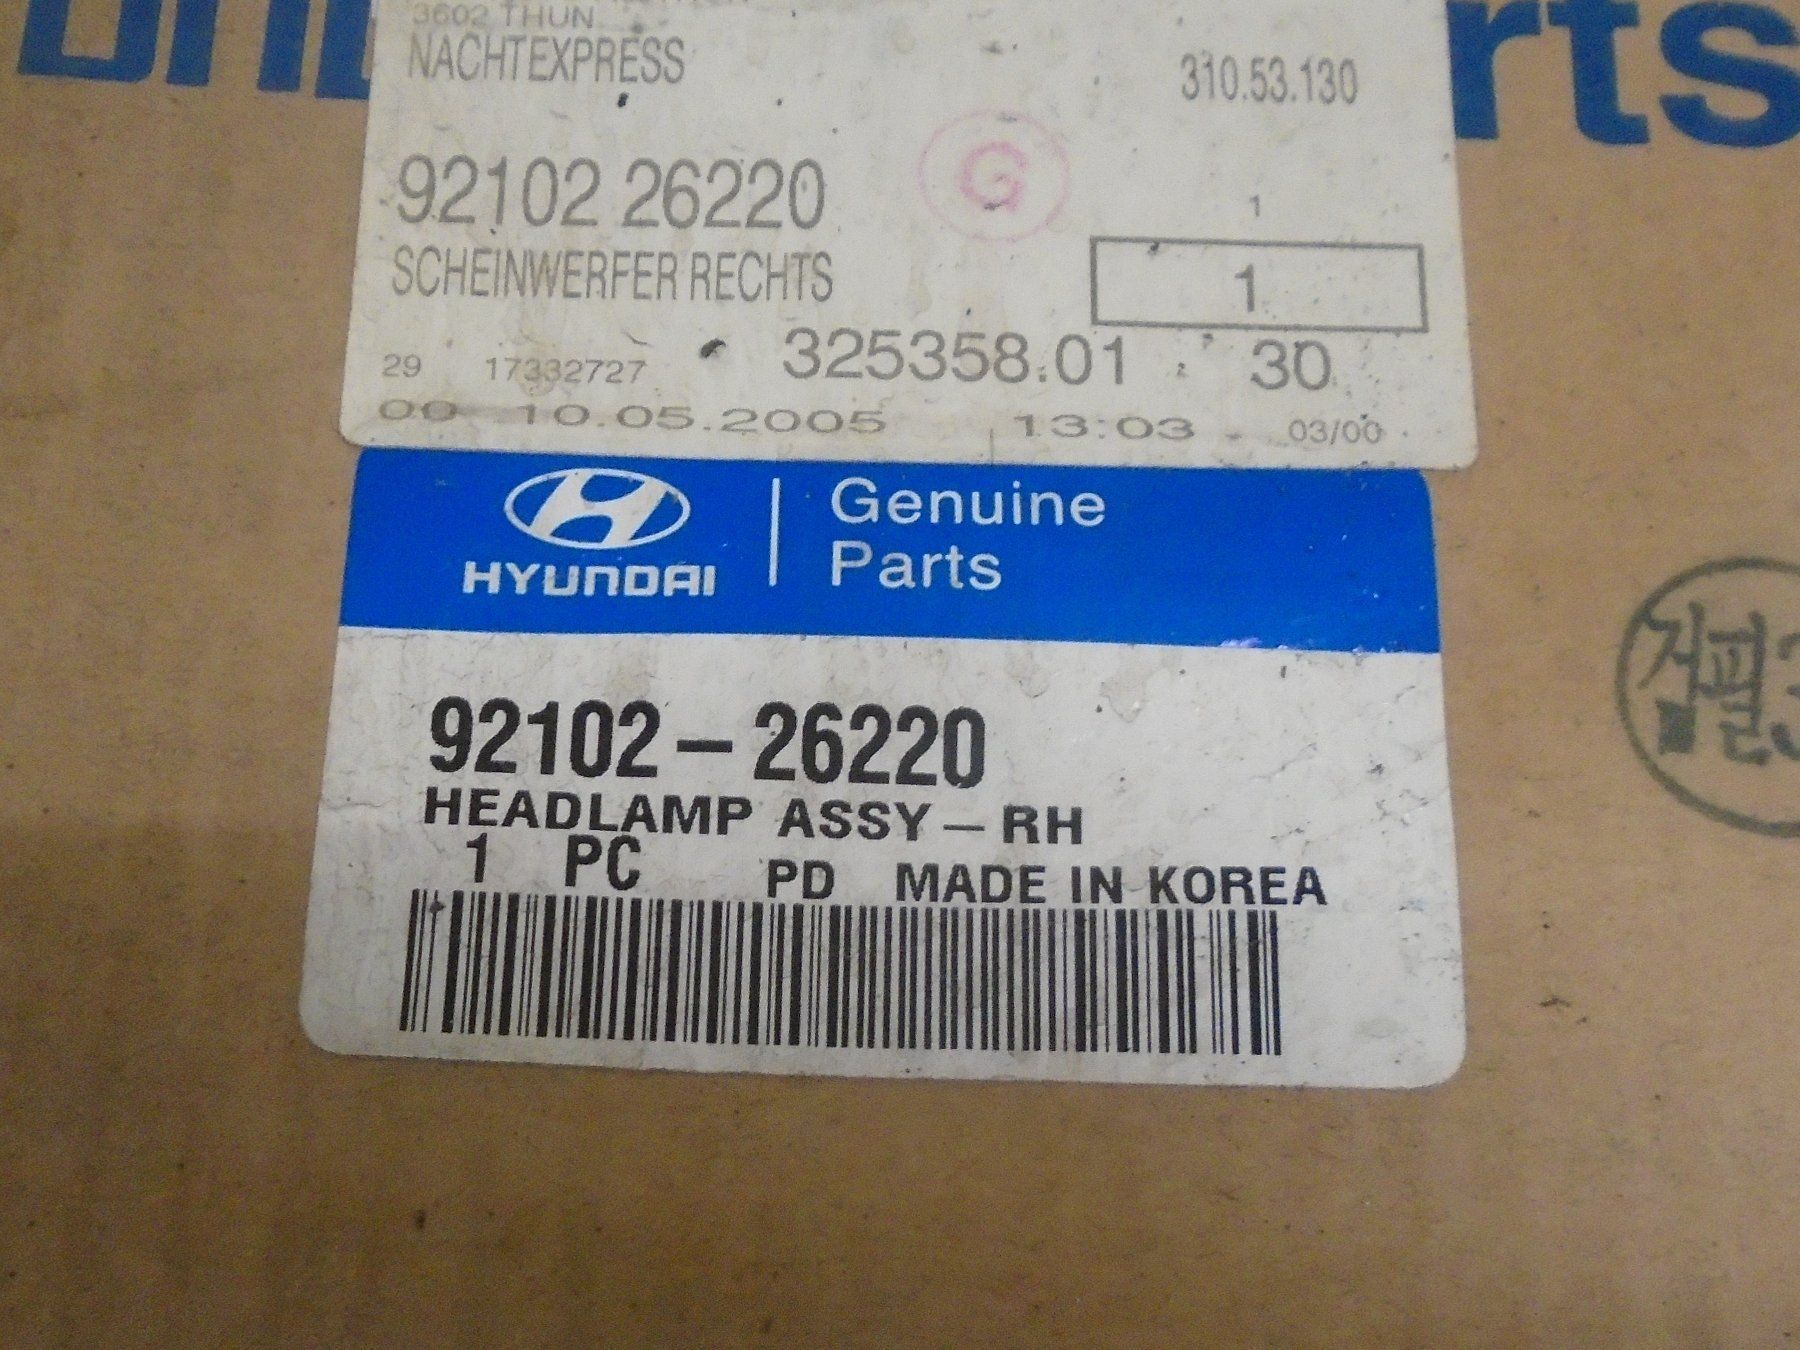 3602 THUN
NACHTEXPRESS
310.53.130
rts
92102 26220
G
1
SCHEINWERFER RECHTS
1
325358.01
30
29 17332727
00 10.05.2005 13:03 03/00
HYUNDAI
Genuine
Parts
92102-26220
HEADLAMP ASSY-RH
1 PC PD MADE IN KOREA